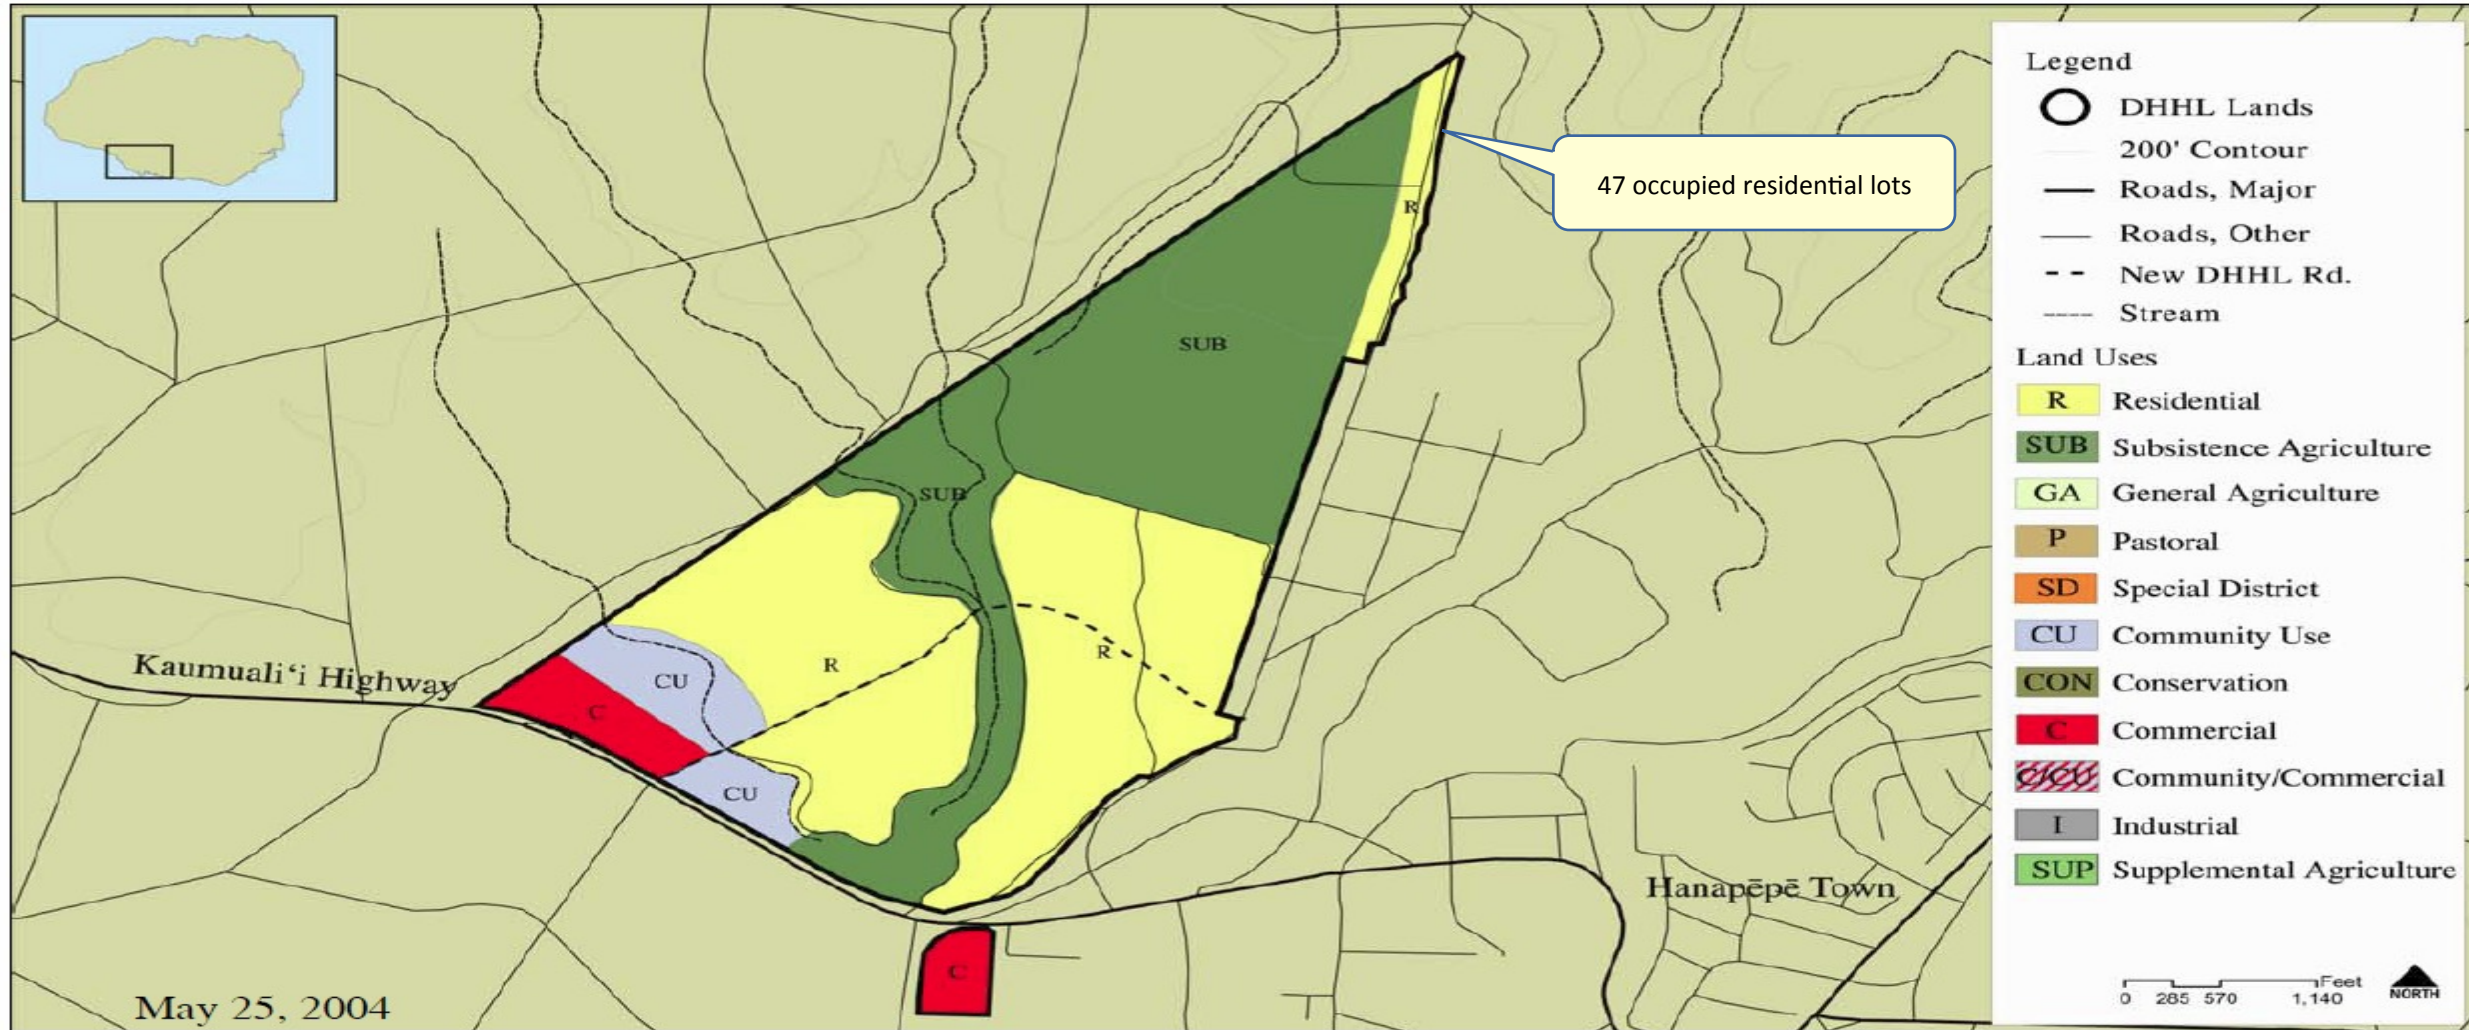 47 occupied residential lots
R
SUB
SUB
R
R
CU
C
CU
C
Kaumualiʻi Highway
Hanapēpē Town
May 25, 2004
Legend
DHHL Lands
200' Contour
Roads, Major
Roads, Other
New DHHL Rd.
Stream
Land Uses
R Residential
SUB Subsistence Agriculture
GA General Agriculture
P Pastoral
SD Special District
CU Community Use
CON Conservation
C Commercial
C/CU Community/Commercial
I Industrial
SUP Supplemental Agriculture
Feet
0 285 570 1,140
NORTH